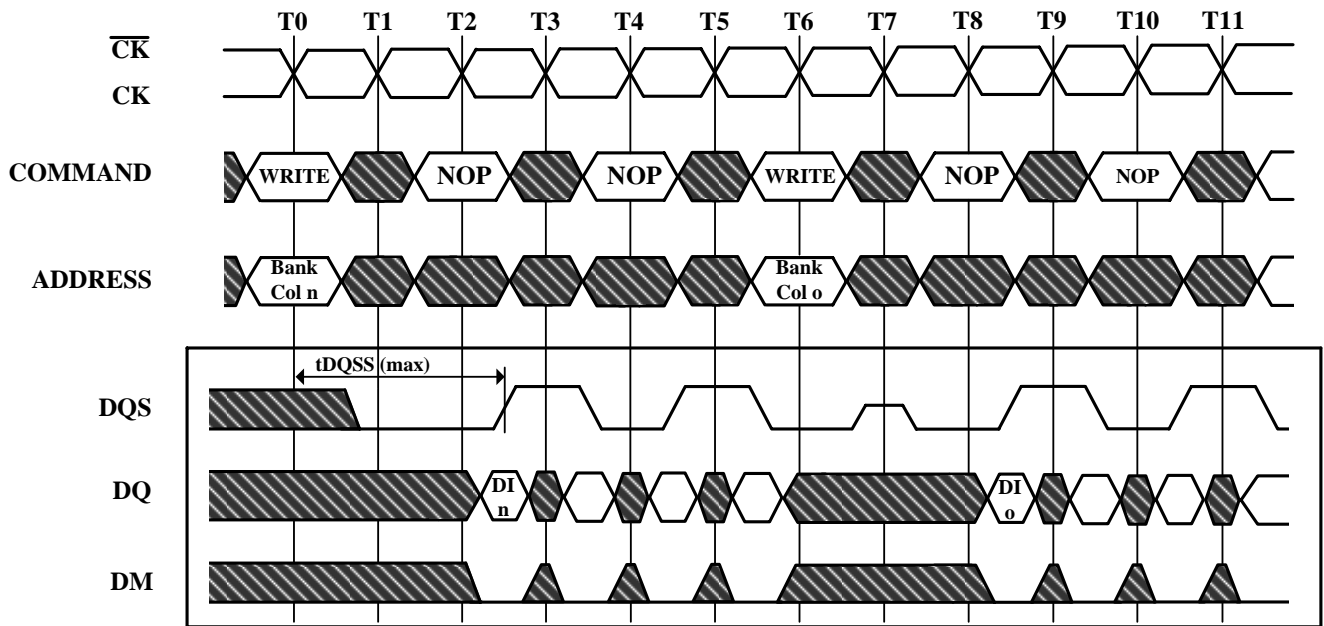 T0 T1 T2 T3 T4 T5 T6 T7 T8 T9 T10 T11
CK
CK
COMMAND WRITE NOP NOP WRITE NOP NOP
ADDRESS Bank Col n Bank Col o
tDQSS (max)
DQS
DQ DI n DI o
DM